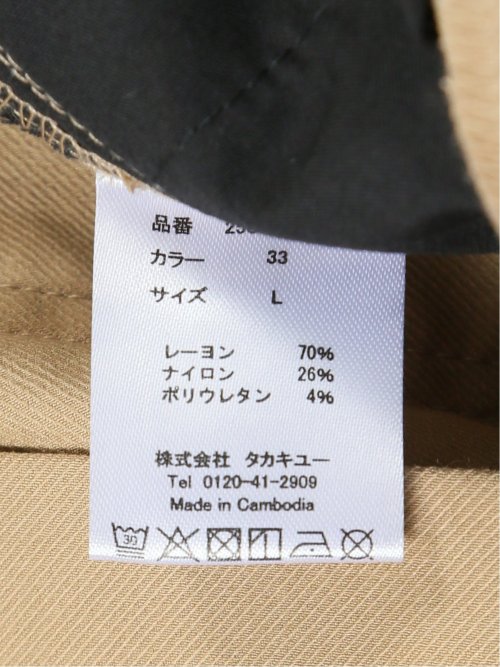 品番
カラー 33
サイズ L
レーヨン 70%
ナイロン 26%
ポリウレタン 4%
株式会社 タカキユー
Tel 0120-41-2909
Made in Cambodia
30